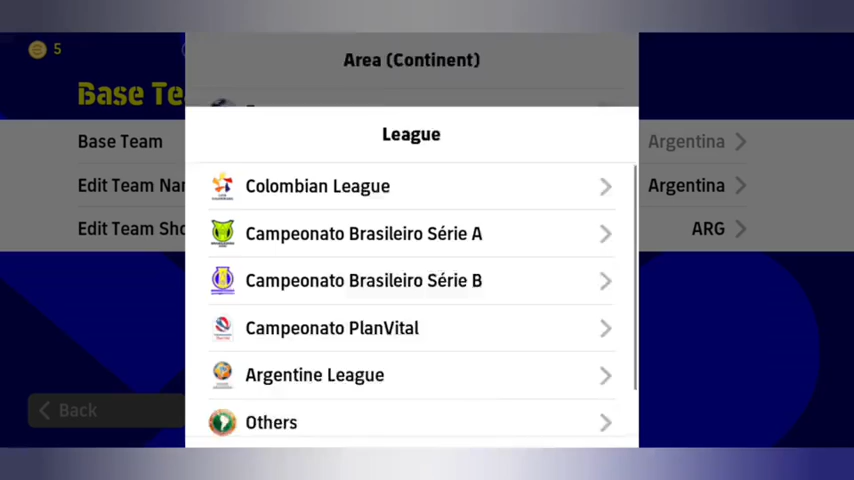 5
Area (Continent)
Base Te
League
Base Team
Argentina
Colombian League
Edit Team Nar
Argentina
Campeonato Brasileiro Série A
Edit Team Sho
ARG
Campeonato Brasileiro Série B
Campeonato PlanVital
Argentine League
Back
Others